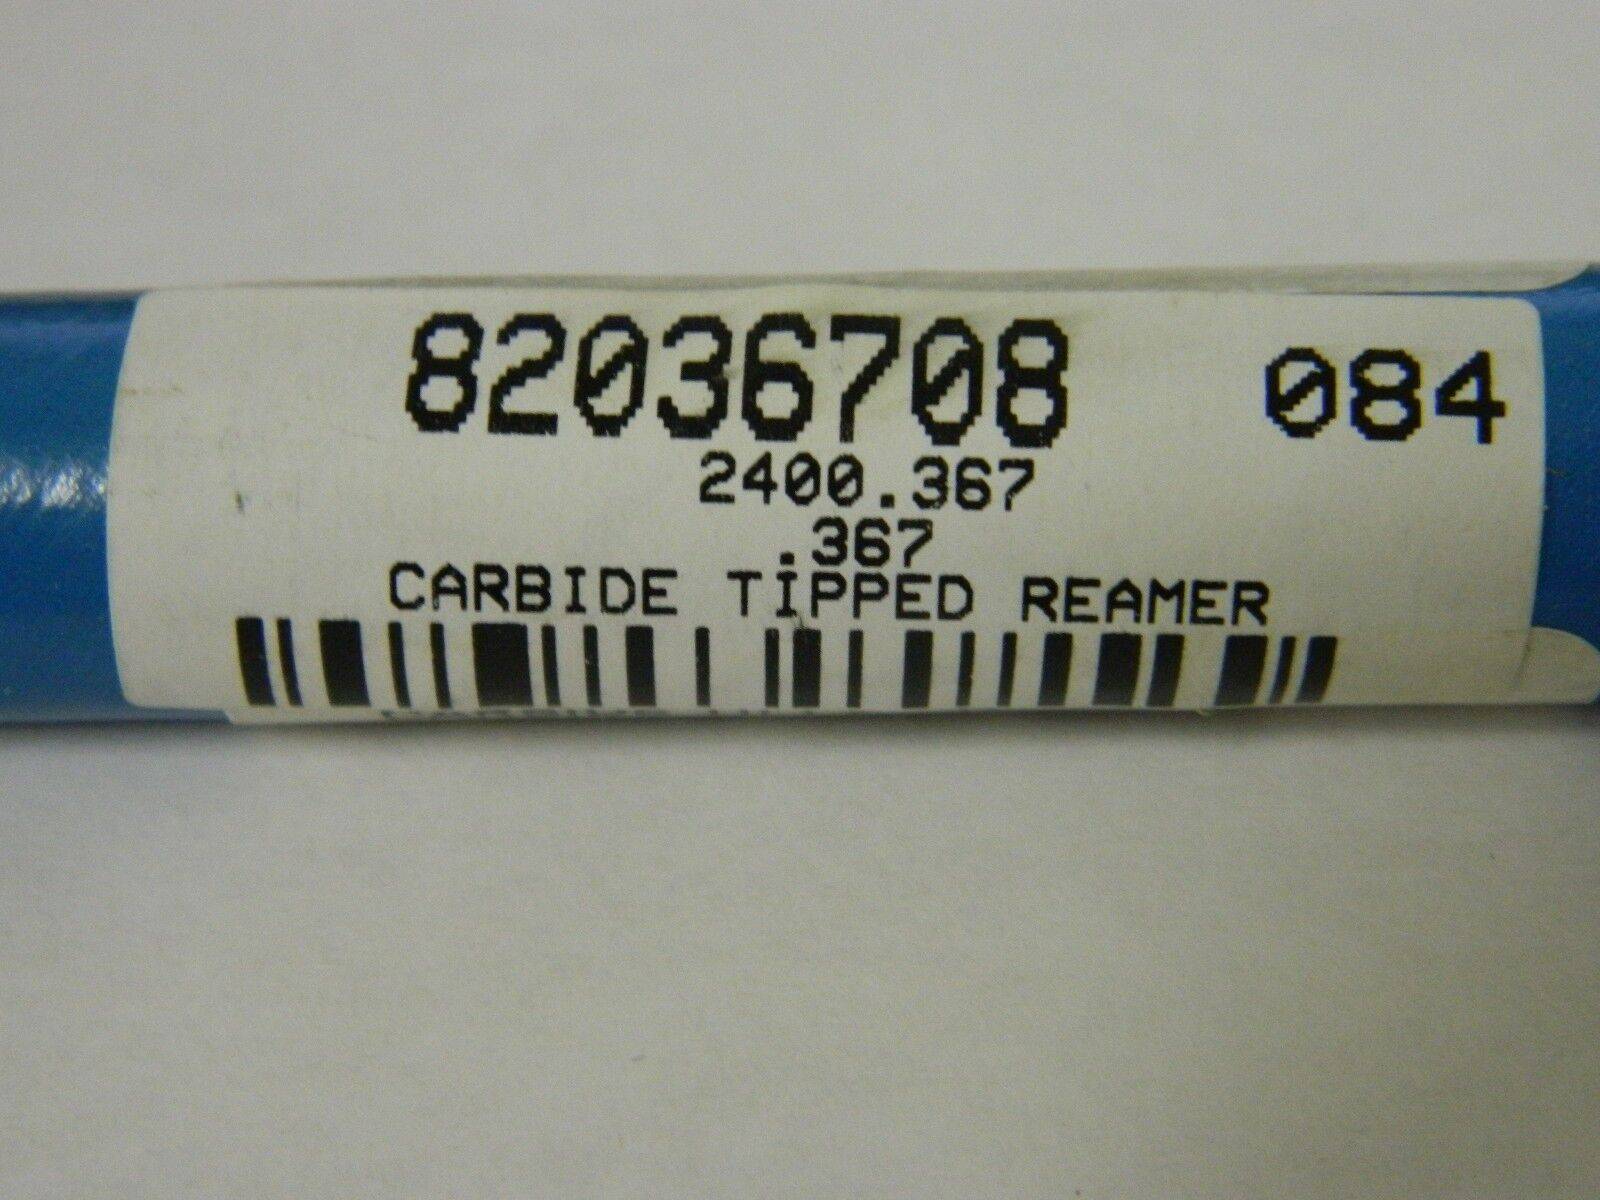 82036708 084
2400.367
.367
CARBIDE TIPPED REAMER